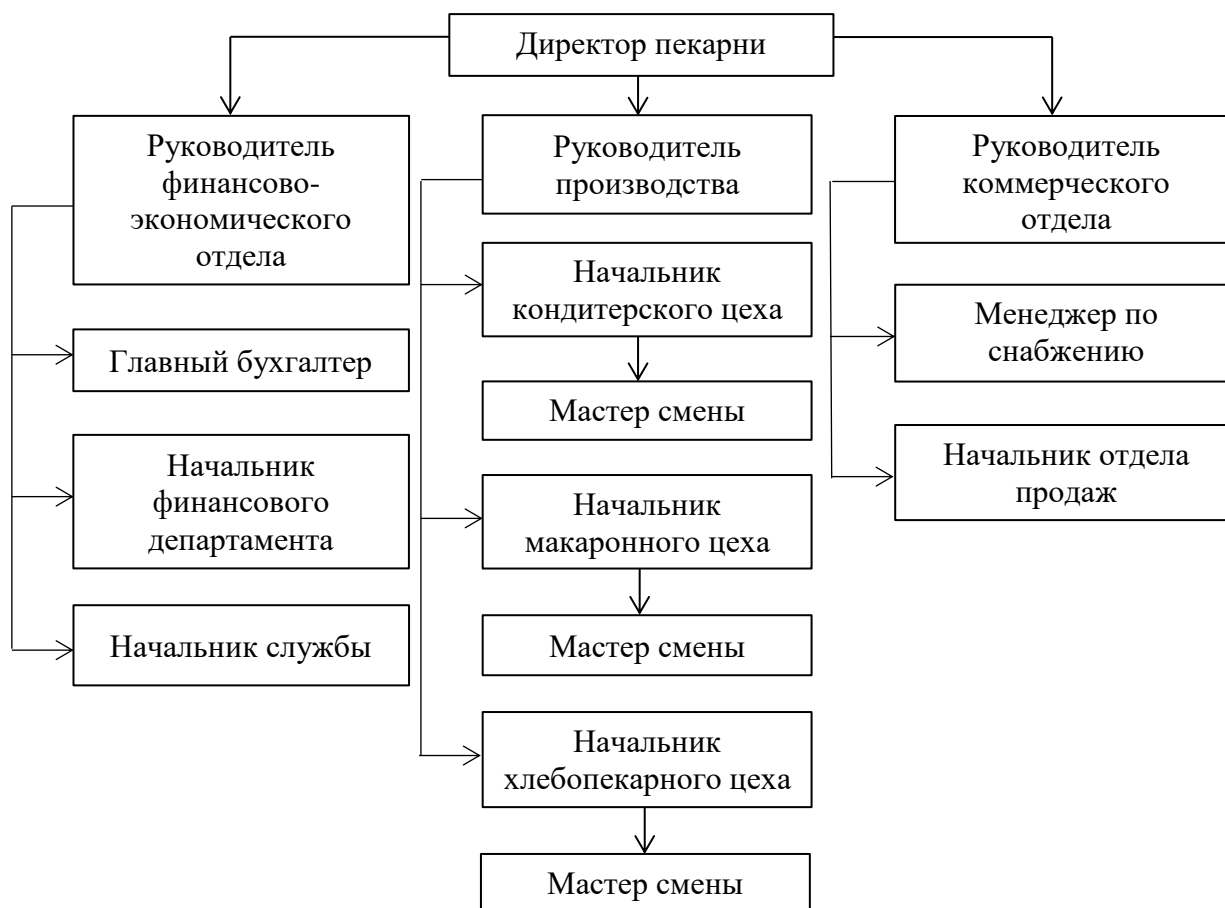 Директор пекарни
Руководитель
финансово-
экономического
отдела
Главный бухгалтер
Начальник
финансового
департамента
Начальник службы
Руководитель
производства
Начальник
кондитерского цеха
Мастер смены
Начальник
макаронного цеха
Мастер смены
Начальник
хлебопекарного цеха
Мастер смены
Руководитель
коммерческого
отдела
Менеджер по
снабжению
Начальник отдела
продаж